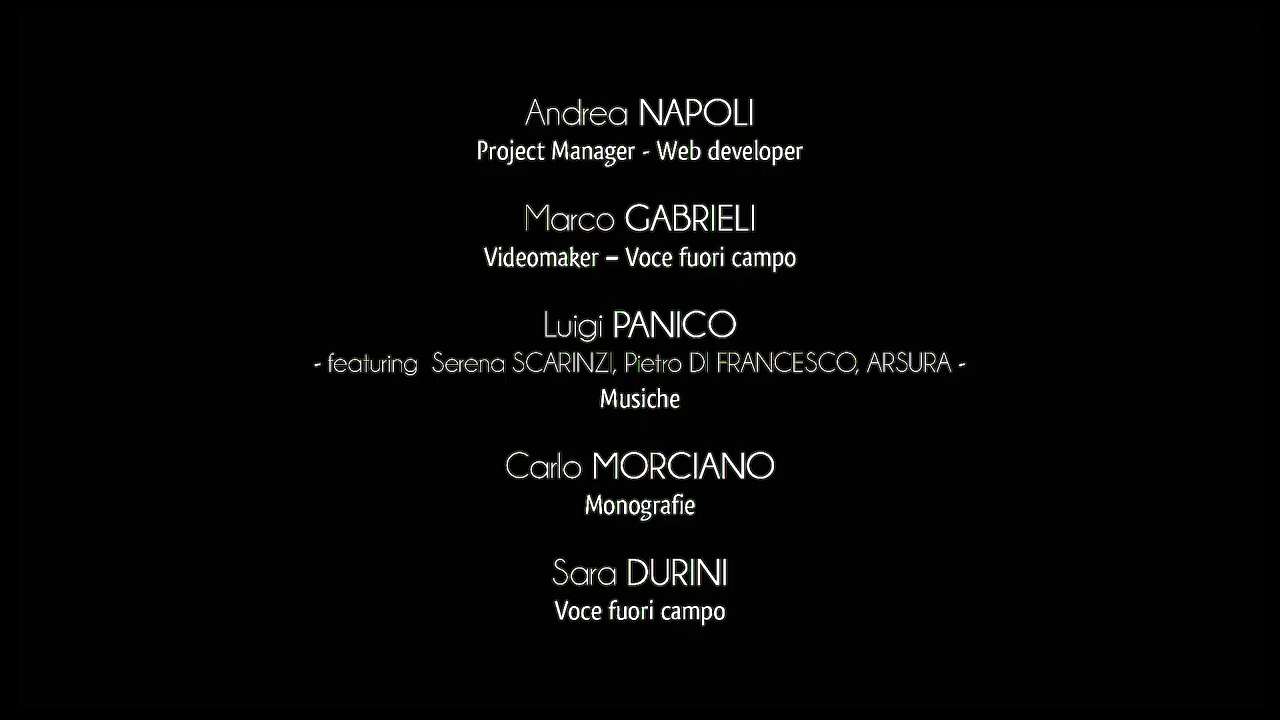 Andrea NAPOLI
Project Manager - Web developer
Marco GABRIELI
Videomaker – Voce fuori campo
Luigi PANICO
- featuring  Serena SCARINZI, Pietro DI FRANCESCO, ARSURA -
Musiche
Carlo MORCIANO
Monografie
Sara DURINI
Voce fuori campo